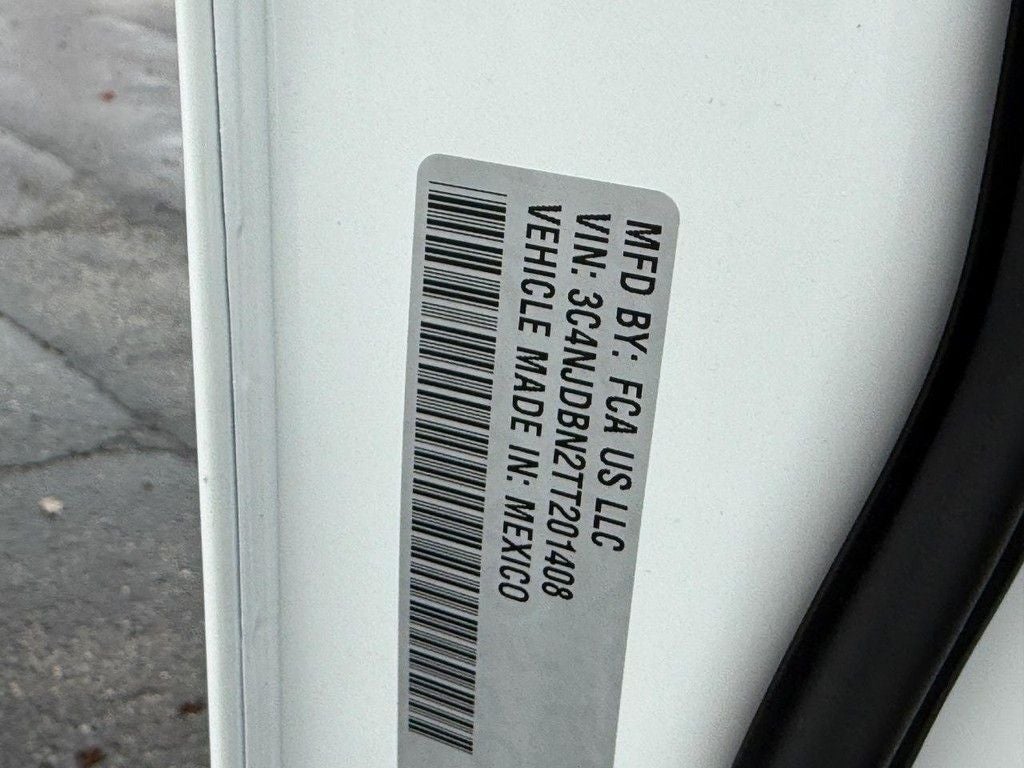 MFD BY: FCA US LLC
VIN: 3C4NJDBN2TT201408
VEHICLE MADE IN: MEXICO